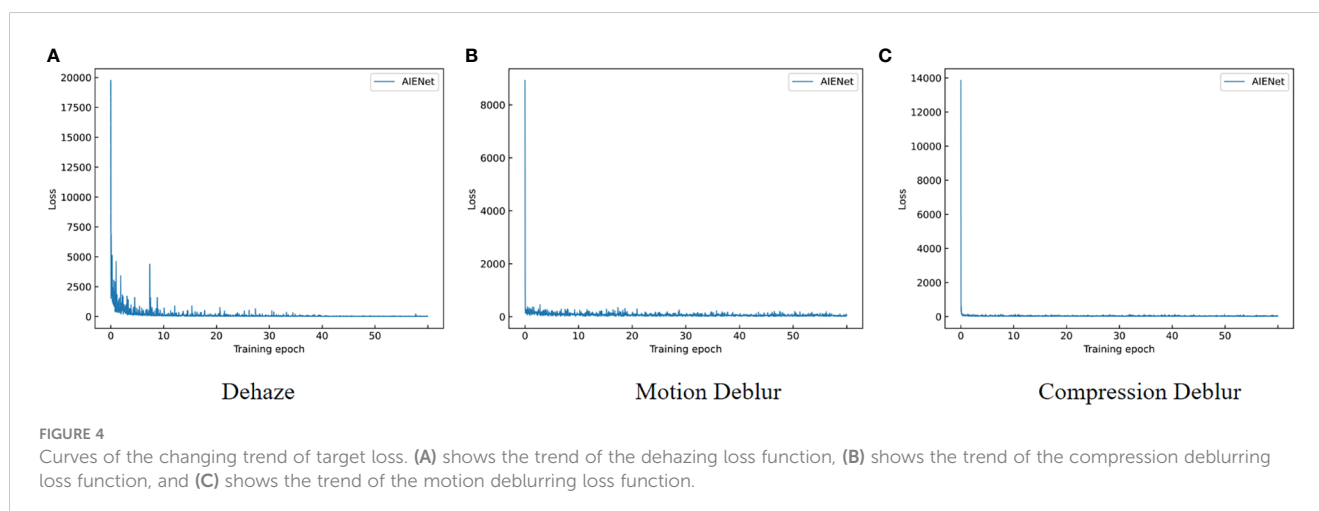 A
B
C
AIENet
AIENet
AIENet
20000
17500
15000
12500
10000
7500
5000
2500
0
Loss
0
10
20
30
40
50
Training epoch
8000
6000
4000
2000
0
Loss
0
10
20
30
40
50
Training epoch
14000
12000
10000
8000
6000
4000
2000
0
Loss
0
10
20
30
40
50
Training epoch
Dehaze
Motion Deblur
Compression Deblur
FIGURE 4
Curves of the changing trend of target loss. (A) shows the trend of the dehazing loss function, (B) shows the trend of the compression deblurring
loss function, and (C) shows the trend of the motion deblurring loss function.